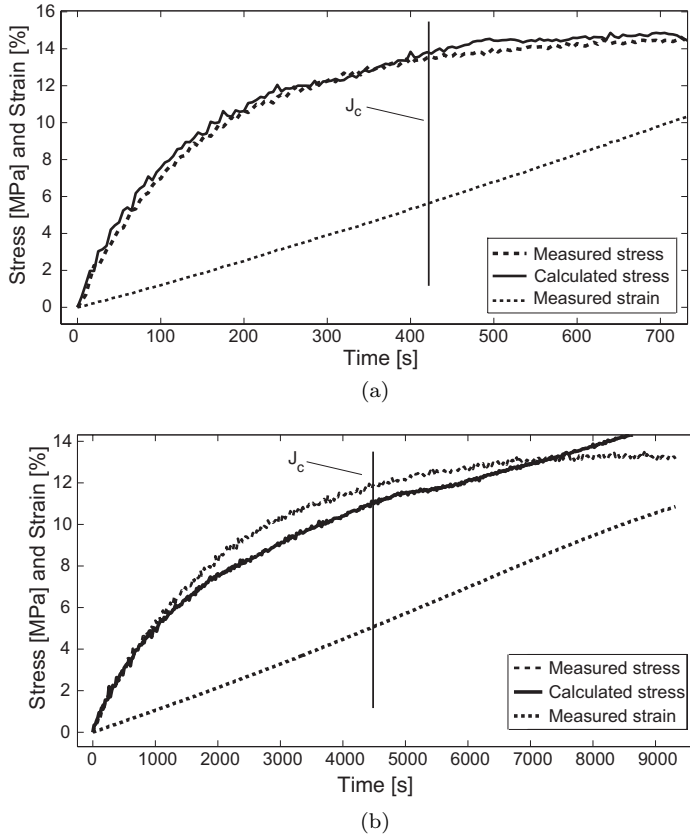 16
14
12
10
8
6
4
2
0
Stress [MPa] and Strain [%]
J_c
Measured stress
Calculated stress
Measured strain
0 100 200 300 400 500 600 700
Time [s]
(a)
14
12
10
8
6
4
2
0
Stress [MPa] and Strain [%]
J_c
Measured stress
Calculated stress
Measured strain
0 1000 2000 3000 4000 5000 6000 7000 8000 9000
Time [s]
(b)